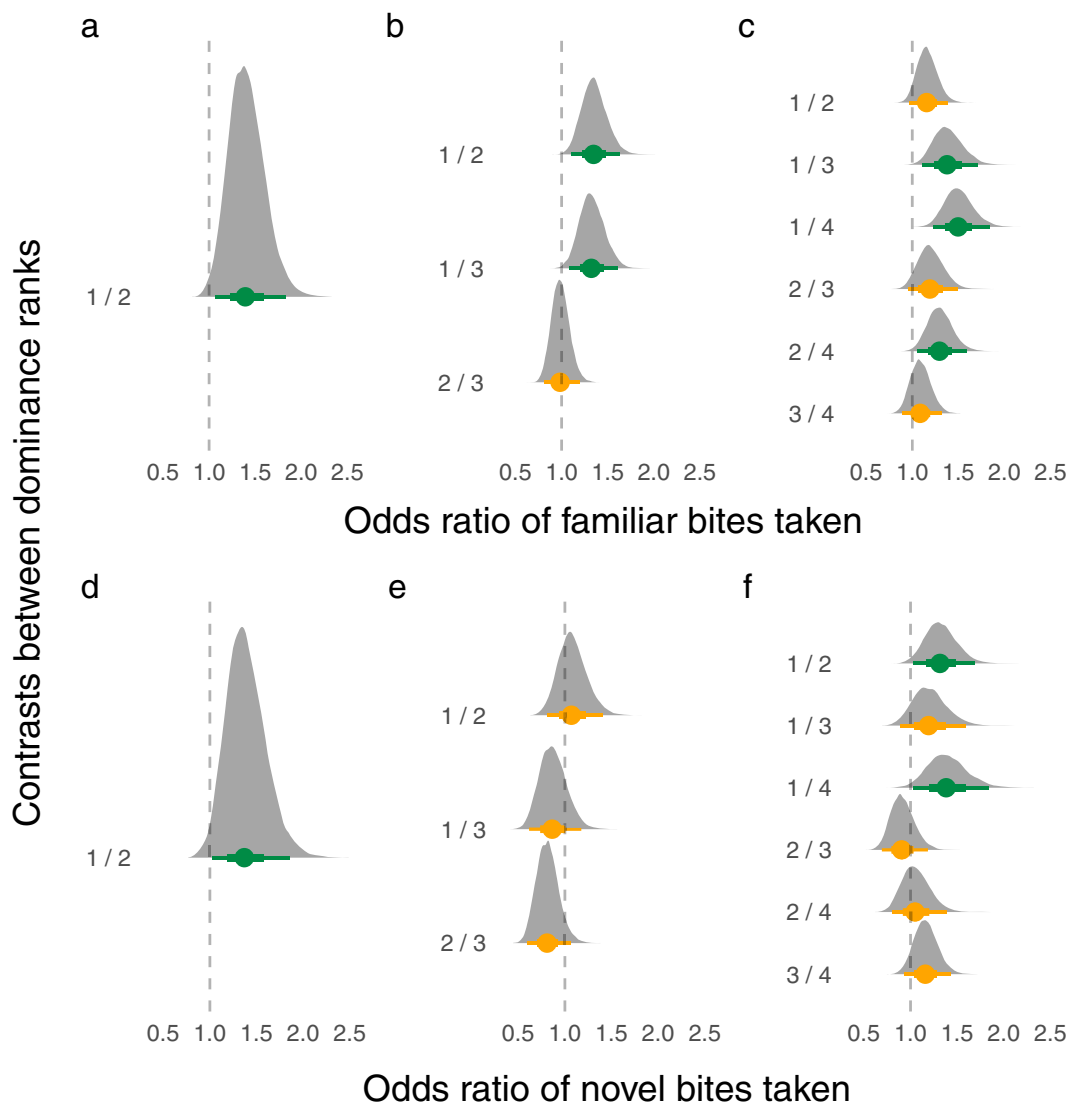 Contrasts between dominance ranks
a
1 / 2
0.5 1.0 1.5 2.0 2.5
b
1 / 2
1 / 3
2 / 3
0.5 1.0 1.5 2.0 2.5
c
1 / 2
1 / 3
1 / 4
2 / 3
2 / 4
3 / 4
0.5 1.0 1.5 2.0 2.5
Odds ratio of familiar bites taken
d
1 / 2
0.5 1.0 1.5 2.0 2.5
e
1 / 2
1 / 3
2 / 3
0.5 1.0 1.5 2.0 2.5
f
1 / 2
1 / 3
1 / 4
2 / 3
2 / 4
3 / 4
0.5 1.0 1.5 2.0 2.5
Odds ratio of novel bites taken